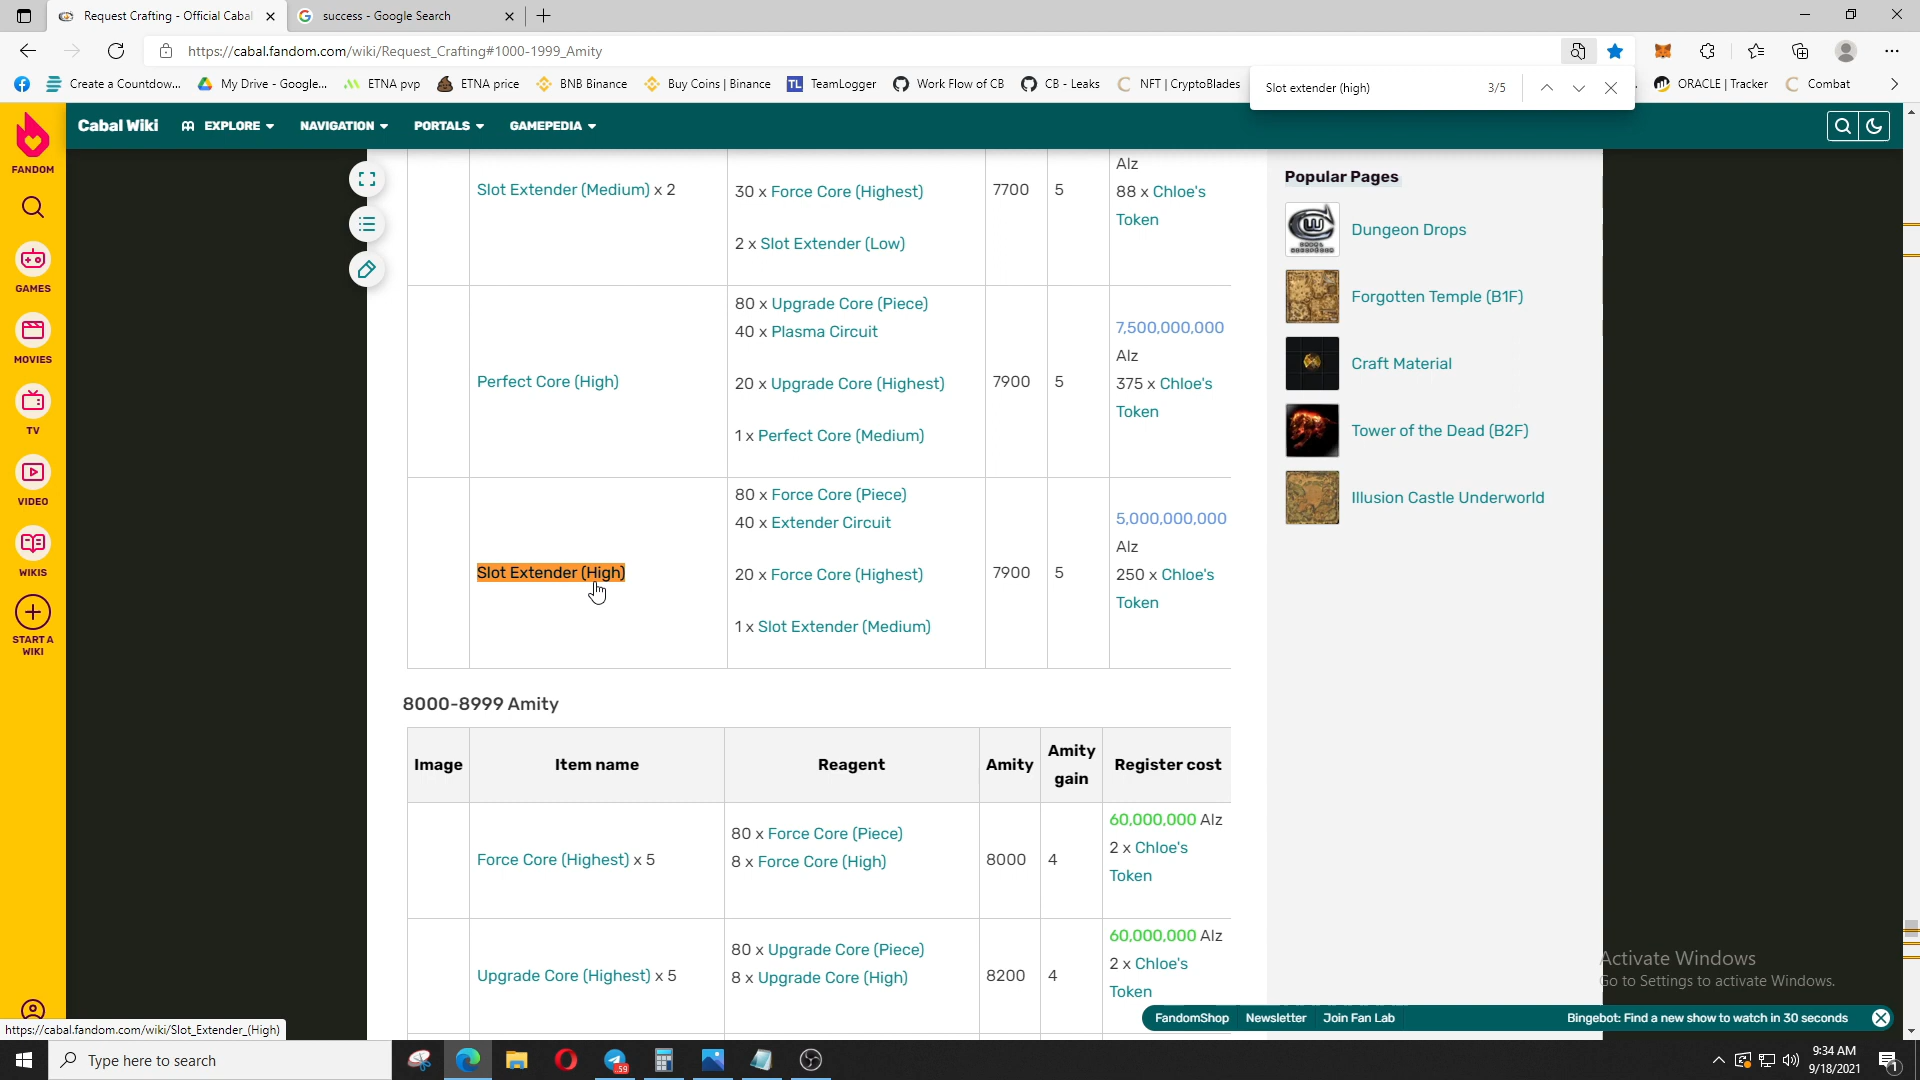 Request Crafting - Official Cabal
success - Google Search
https://cabal.fandom.com/wiki/Request_Crafting#1000-1999_Amity
Create a Countdow...
My Drive - Google...
ETNA pvp
ETNA price
BNB Binance
Buy Coins | Binance
TeamLogger
Work Flow of CB
CB - Leaks
NFT | CryptoBlades
Slot extender (high)
3/5
ORACLE | Tracker
Combat
FANDOM
GAMES
MOVIES
TV
VIDEO
WIKIS
START A
WIKI
Cabal Wiki
EXPLORE
NAVIGATION
PORTALS
GAMEPEDIA
Slot Extender (Medium) x 2
30 x Force Core (Highest)
2 x Slot Extender (Low)
7700
5
Alz
88 x Chloe's
Token
Perfect Core (High)
80 x Upgrade Core (Piece)
40 x Plasma Circuit
20 x Upgrade Core (Highest)
1 x Perfect Core (Medium)
7900
5
7,500,000,000
Alz
375 x Chloe's
Token
Slot Extender (High)
80 x Force Core (Piece)
40 x Extender Circuit
20 x Force Core (Highest)
1 x Slot Extender (Medium)
7900
5
5,000,000,000
Alz
250 x Chloe's
Token
8000-8999 Amity
Image
Item name
Reagent
Amity
Amity
gain
Register cost
Force Core (Highest) x 5
80 x Force Core (Piece)
8 x Force Core (High)
8000
4
60,000,000 Alz
2 x Chloe's
Token
Upgrade Core (Highest) x 5
80 x Upgrade Core (Piece)
8 x Upgrade Core (High)
8200
4
60,000,000 Alz
2 x Chloe's
Token
Popular Pages
Dungeon Drops
Forgotten Temple (B1F)
Craft Material
Tower of the Dead (B2F)
Illusion Castle Underworld
Activate Windows
Go to Settings to activate Windows.
FandomShop
Newsletter
Join Fan Lab
Bingebot: Find a new show to watch in 30 seconds
https://cabal.fandom.com/wiki/Slot_Extender_(High)
Type here to search
59
9:34 AM
9/18/2021
1